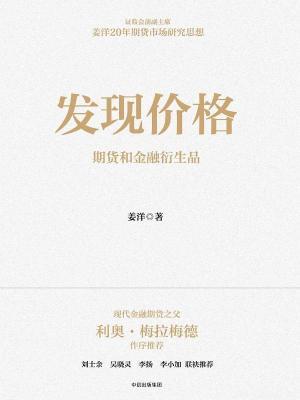 证监会前副主席
姜洋20年期货市场研究思想
发现价格
期货和金融衍生品
姜洋◎著
现代金融期货之父
利奥·梅拉梅德
作序推荐
刘士余 吴晓灵 李扬 李小加 联袂推荐
中信出版集团